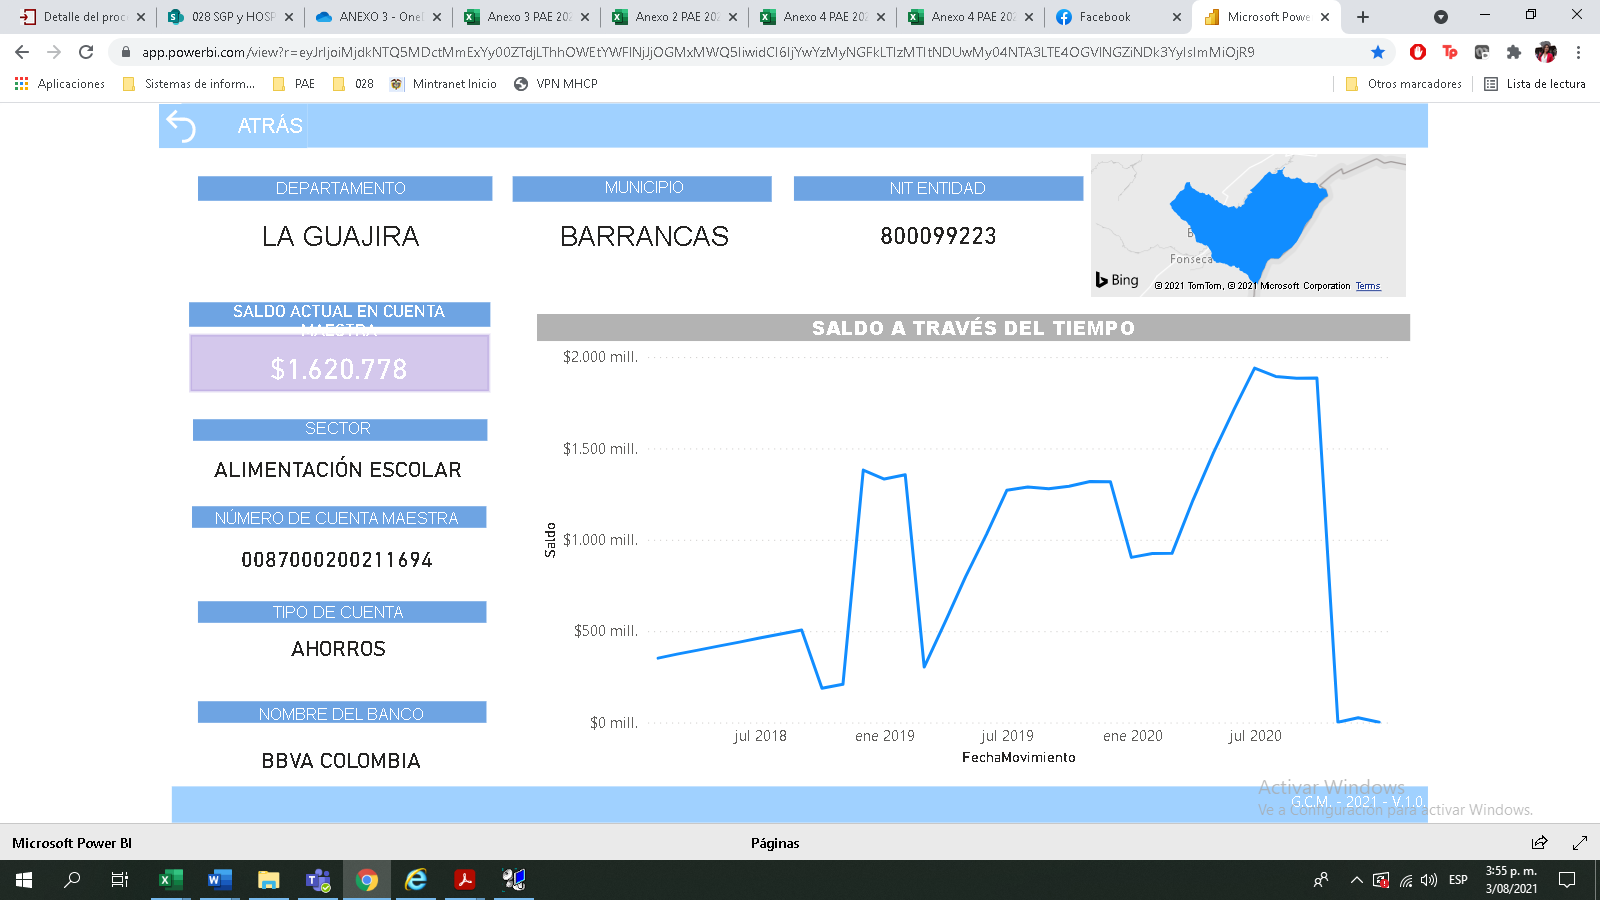 Detalle del proc
028 SGP y HOSP
ANEXO 3 - OneD
Anexo 3 PAE 202
Anexo 2 PAE 202
Anexo 4 PAE 202
Anexo 4 PAE 202
Facebook
Microsoft Powe
app.powerbi.com/view?r=eyJrIjoiMjdkNTQ5MDctMmExYy00ZTdjLThhOWEtYWFlNjJjOGMxMWQ5IiwidCI6IjYwYzMyNGFkLTIzMTItNDUwMy04NTA3LTE4OGVlNGZiNDk3YyIsImMiOjR9
Aplicaciones
Sistemas de inform...
PAE
028
Mintranet Inicio
VPN MHCP
Otros marcadores
Lista de lectura
ATRÁS
DEPARTAMENTO
MUNICIPIO
NIT ENTIDAD
LA GUAJIRA
BARRANCAS
800099223
Fonseca
Bing
© 2021 TomTom, © 2021 Microsoft Corporation Terms
SALDO ACTUAL EN CUENTA
MAESTRA
$1.620.778
SECTOR
ALIMENTACIÓN ESCOLAR
NÚMERO DE CUENTA MAESTRA
0087000200211694
TIPO DE CUENTA
AHORROS
NOMBRE DEL BANCO
BBVA COLOMBIA
SALDO A TRAVÉS DEL TIEMPO
$2.000 mill.
$1.500 mill.
$1.000 mill.
$500 mill.
$0 mill.
Saldo
jul 2018
ene 2019
jul 2019
ene 2020
jul 2020
FechaMovimiento
Activar Windows
G.C.M. - 2021 - V.1.0.
Ve a Configuración para activar Windows.
Microsoft Power BI
Páginas
ESP
3:55 p. m.
3/08/2021